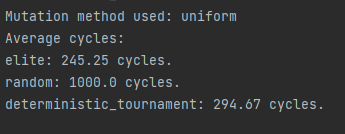 Mutation method used: uniform
Average cycles:
elite: 245.25 cycles.
random: 1000.0 cycles.
deterministic_tournament: 294.67 cycles.